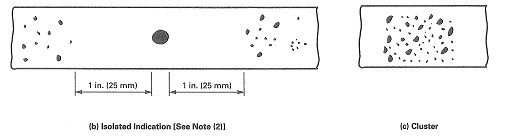 1 in. (25 mm) 1 in. (25 mm)
(b) Isolated Indication [See Note (2)] (c) Cluster